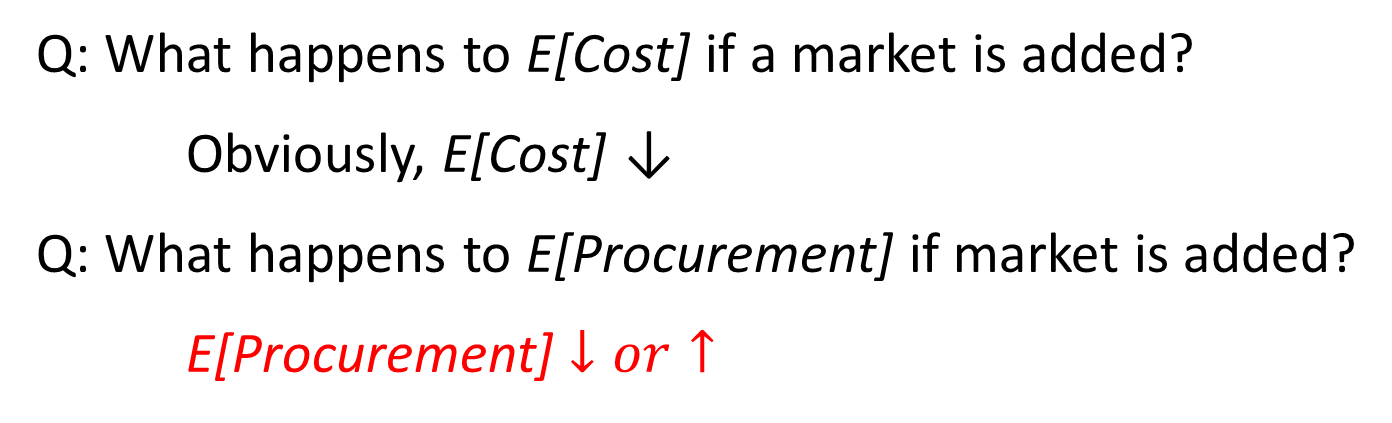 Q: What happens to E[Cost] if a market is added?
Obviously, E[Cost] ↓
Q: What happens to E[Procurement] if market is added?
E[Procurement] ↓ or ↑